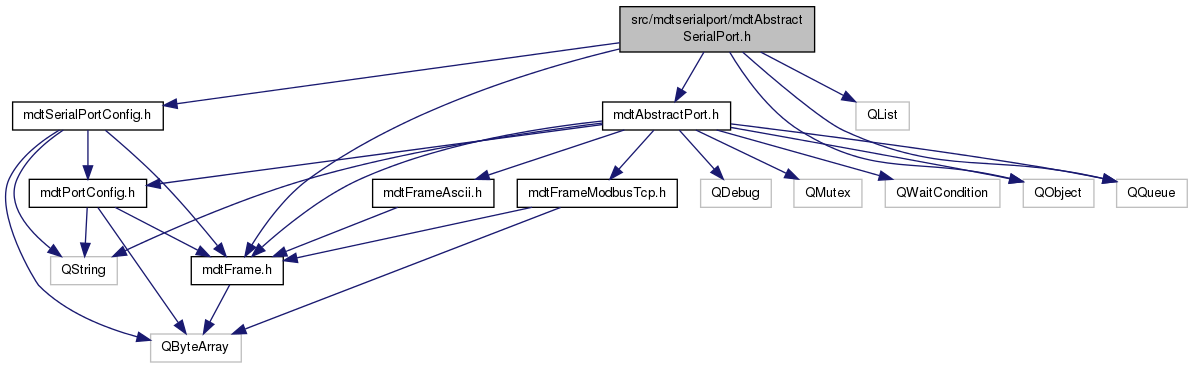 src/mdtserialport/mdtAbstract
SerialPort.h
mdtSerialPortConfig.h
mdtAbstractPort.h
QList
mdtPortConfig.h
mdtFrameAscii.h
mdtFrameModbusTcp.h
QDebug
QMutex
QWaitCondition
QObject
QQueue
QString
mdtFrame.h
QByteArray